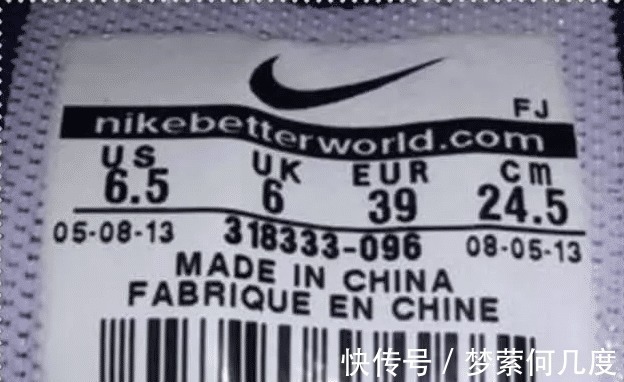 FJ
nikebetterworld.com
US UK EUR cm
6.5 6 39 24.5
05-08-13 318333-096 08-05-13
MADE IN CHINA
FABRIQUE EN CHINE
快传号 / 梦萦何几度